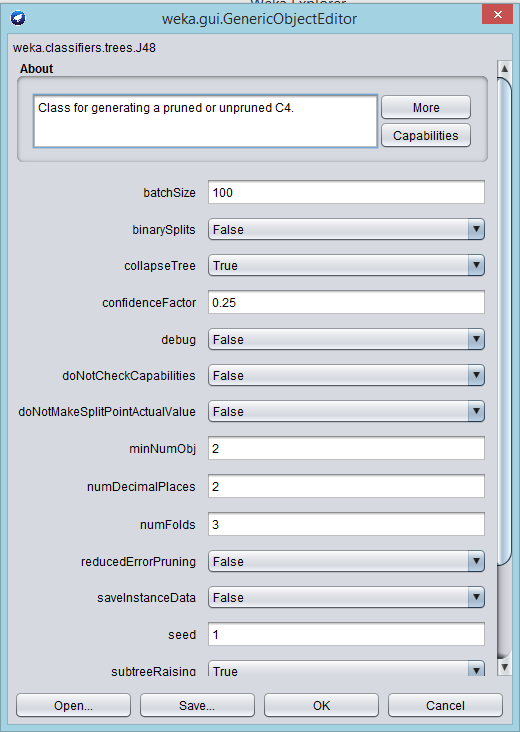 Weka Explorer
weka.gui.GenericObjectEditor
weka.classifiers.trees.J48
About
Class for generating a pruned or unpruned C4.
More
Capabilities
batchSize 100
binarySplits False
collapseTree True
confidenceFactor 0.25
debug False
doNotCheckCapabilities False
doNotMakeSplitPointActualValue False
minNumObj 2
numDecimalPlaces 2
numFolds 3
reducedErrorPruning False
saveInstanceData False
seed 1
subtreeRaising True
Open... Save... OK Cancel